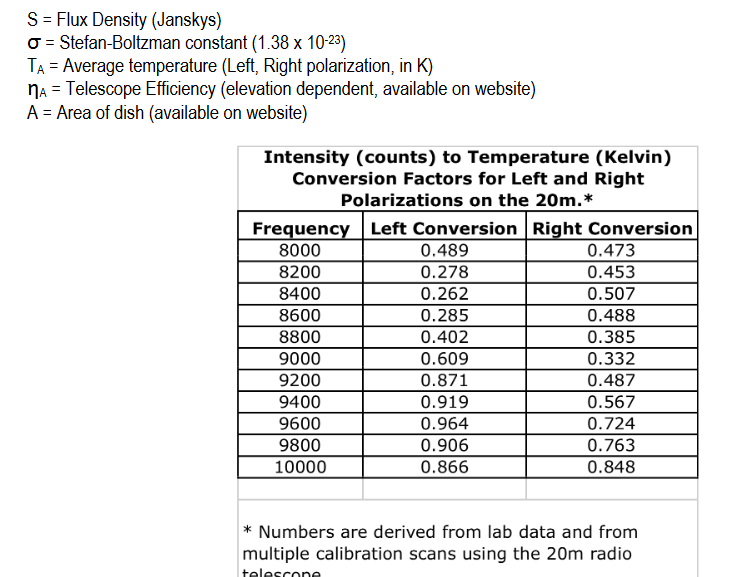 S = Flux Density (Janskys)
σ = Stefan-Boltzman constant (1.38 x 10-23)
TA = Average temperature (Left, Right polarization, in K)
ηA = Telescope Efficiency (elevation dependent, available on website)
A = Area of dish (available on website)
Intensity (counts) to Temperature (Kelvin)
Conversion Factors for Left and Right
Polarizations on the 20m.*
Frequency Left Conversion Right Conversion
8000 0.489 0.473
8200 0.278 0.453
8400 0.262 0.507
8600 0.285 0.488
8800 0.402 0.385
9000 0.609 0.332
9200 0.871 0.487
9400 0.919 0.567
9600 0.964 0.724
9800 0.906 0.763
10000 0.866 0.848
* Numbers are derived from lab data and from
multiple calibration scans using the 20m radio
telescope